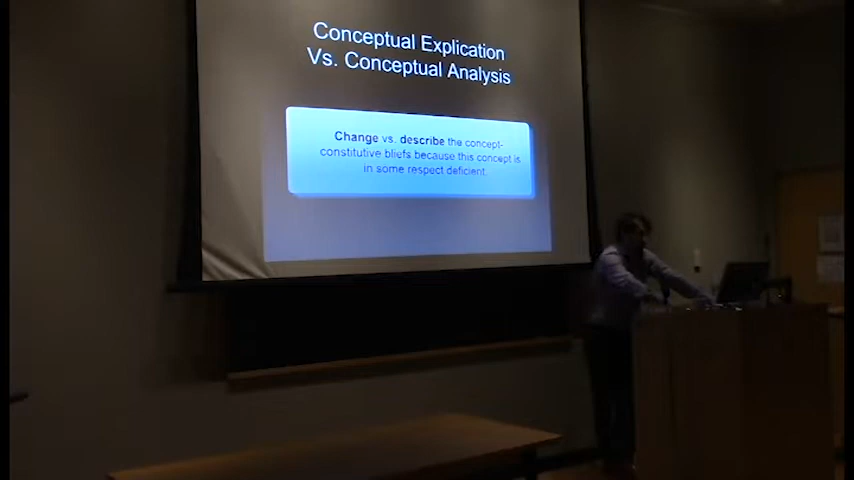 Conceptual Explication
Vs. Conceptual Analysis
Change vs. describe the concept-
constitutive bliefs because this concept is
in some respect deficient.